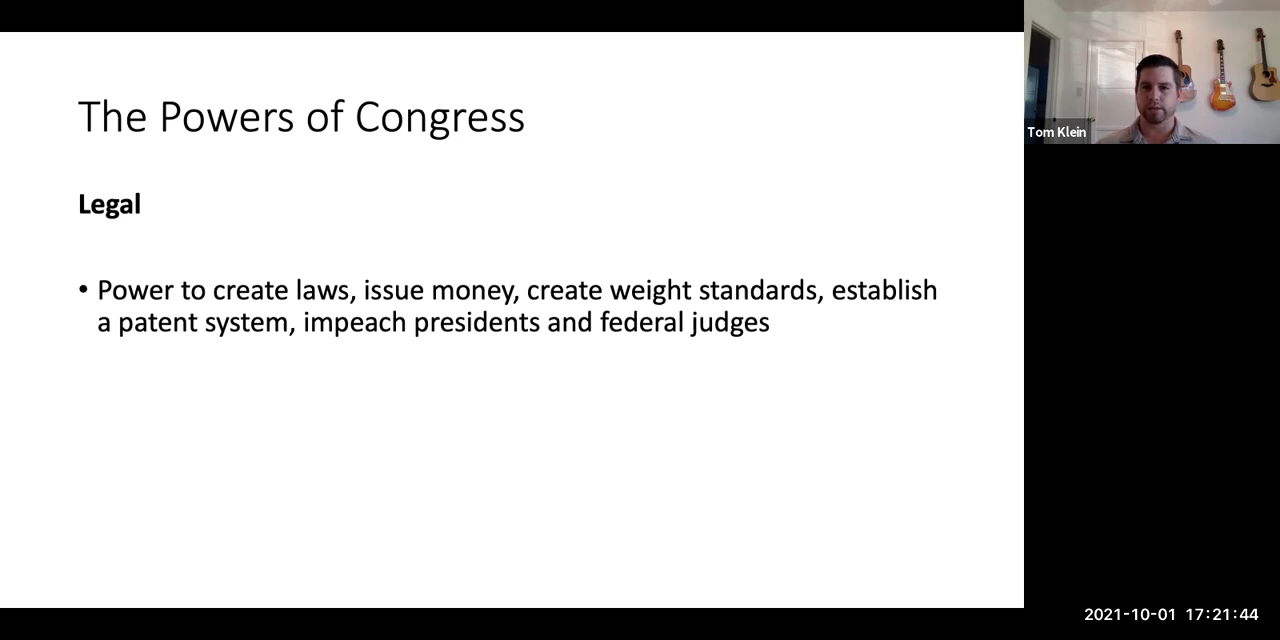 The Powers of Congress
Legal
• Power to create laws, issue money, create weight standards, establish
a patent system, impeach presidents and federal judges
Tom Klein
2021-10-01 17:21:44